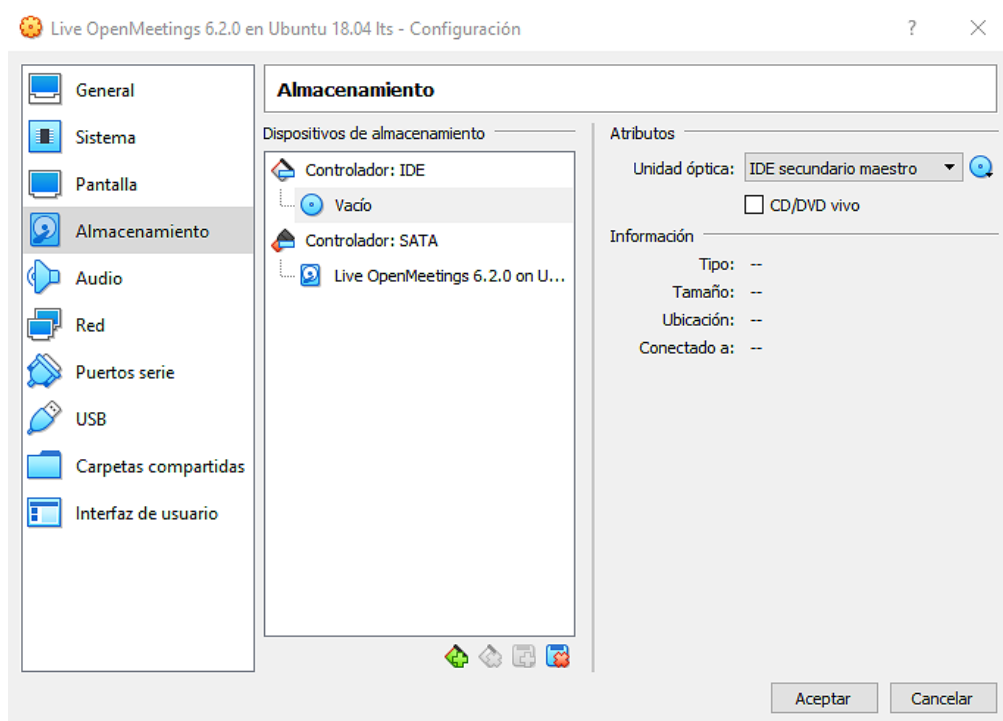 Live OpenMeetings 6.2.0 en Ubuntu 18.04 lts - Configuración
?
General
Sistema
Pantalla
Almacenamiento
Audio
Red
Puertos serie
USB
Carpetas compartidas
Interfaz de usuario
Almacenamiento
Dispositivos de almacenamiento
Controlador: IDE
Vacío
Controlador: SATA
Live OpenMeetings 6.2.0 on U...
Atributos
Unidad óptica: IDE secundario maestro
CD/DVD vivo
Información
Tipo: --
Tamaño: --
Ubicación: --
Conectado a: --
Aceptar
Cancelar